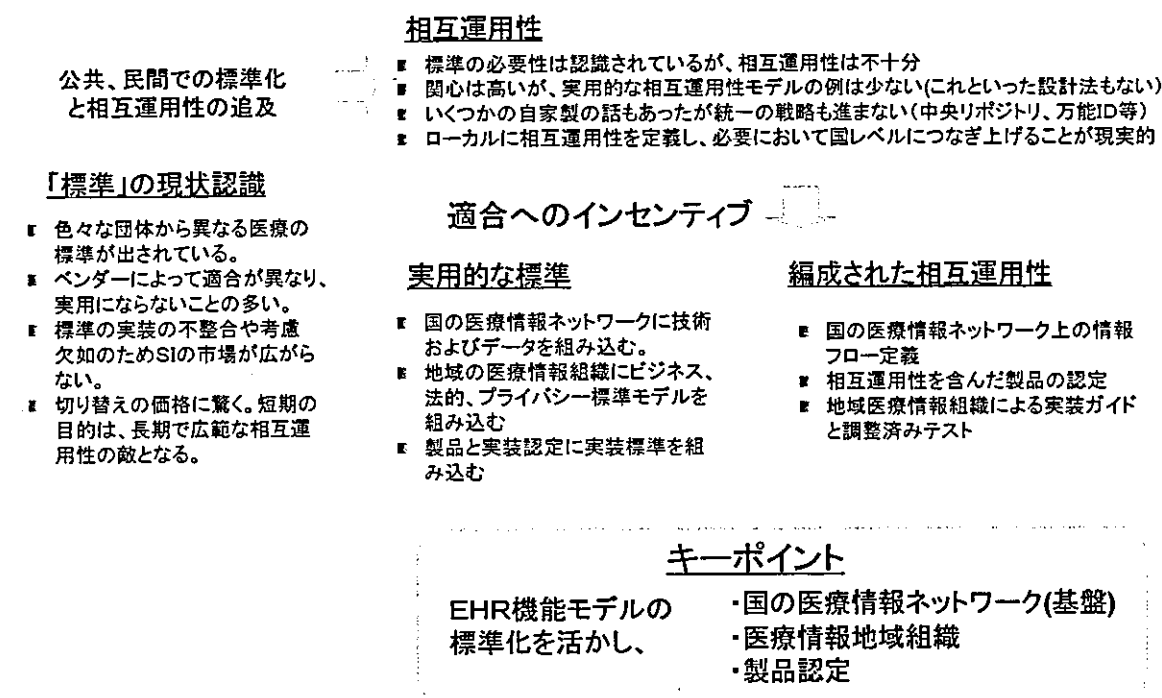 相互運用性
▪ 標準の必要性は認識されているが、相互運用性は不十分
▪ 関心は高いが、実用的な相互運用性モデルの例は少ない(これといった設計法もない)
▪ いくつかの自家製の話もあったが統一の戦略も進まない(中央リポジトリ、万能ID等)
▪ ローカルに相互運用性を定義し、必要において国レベルにつなぎ上げることが現実的
公共、民間での標準化
と相互運用性の追及
「標準」の現状認識
▪ 色々な団体から異なる医療の
標準が出されている。
▪ ベンダーによって適合が異なり、
実用にならないことの多い。
▪ 標準の実装の不整合や考慮
欠如のためSIの市場が広がら
ない。
▪ 切り替えの価格に驚く。短期の
目的は、長期で広範な相互運
用性の敵となる。
適合へのインセンティブ
実用的な標準
▪ 国の医療情報ネットワークに技術
およびデータを組み込む。
▪ 地域の医療情報組織にビジネス、
法的、プライバシー標準モデルを
組み込む
▪ 製品と実装認定に実装標準を組
み込む
編成された相互運用性
▪ 国の医療情報ネットワーク上の情報
フロー定義
▪ 相互運用性を含んだ製品の認定
▪ 地域医療情報組織による実装ガイド
と調整済みテスト
キーポイント
EHR機能モデルの
標準化を活かし、
・国の医療情報ネットワーク(基盤)
・医療情報地域組織
・製品認定